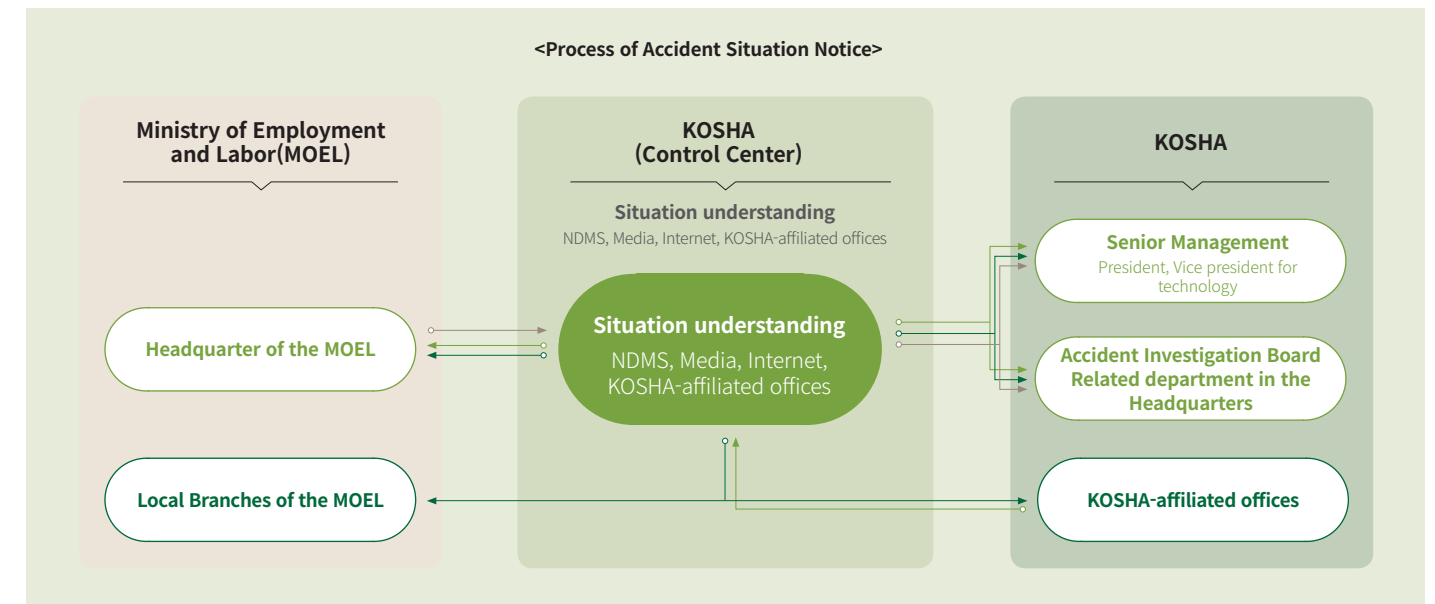 <Process of Accident Situation Notice>
Ministry of Employment
and Labor(MOEL)
Headquarter of the MOEL
Local Branches of the MOEL
KOSHA
(Control Center)
Situation understanding
NDMS, Media, Internet, KOSHA-affiliated offices
Situation understanding
NDMS, Media, Internet,
KOSHA-affiliated offices
KOSHA
Senior Management
President, Vice president for
technology
Accident Investigation Board
Related department in the
Headquarters
KOSHA-affiliated offices